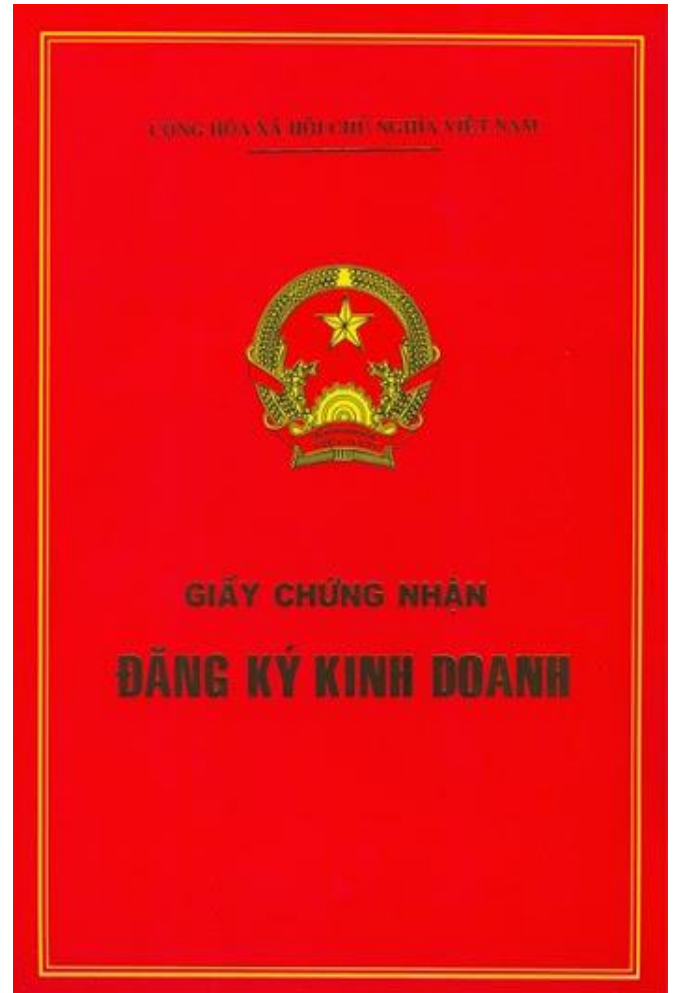 CỘNG HÒA XÃ HỘI CHỦ NGHĨA VIỆT NAM
GIẤY CHỨNG NHẬN
ĐĂNG KÝ KINH DOANH